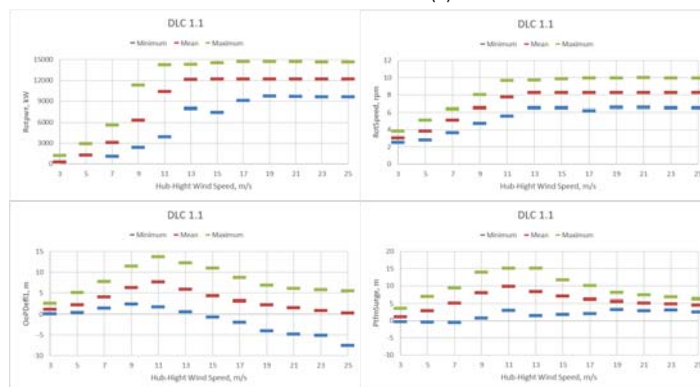 DLC 1.1
Minimum Mean Maximum
15000
12000
9000
6000
3000
0
Rotpwr, kW
3 5 7 9 11 13 15 17 19 21 23 25
Hub-Hight Wind Speed, m/s
DLC 1.1
Minimum Mean Maximum
12
10
8
6
4
2
0
RotSpeed, rpm
3 5 7 9 11 13 15 17 19 21 23 25
Hub-Hight Wind Speed, m/s
DLC 1.1
Minimum Mean Maximum
15
10
5
0
-5
-10
OoPDefl1, m
3 5 7 9 11 13 15 17 19 21 23 25
Hub-Hight Wind Speed, m/s
DLC 1.1
Minimum Mean Maximum
20
15
10
5
0
-5
-10
PtfmSurge, m
3 5 7 9 11 13 15 17 19 21 23 25
Hub-Hight Wind Speed, m/s